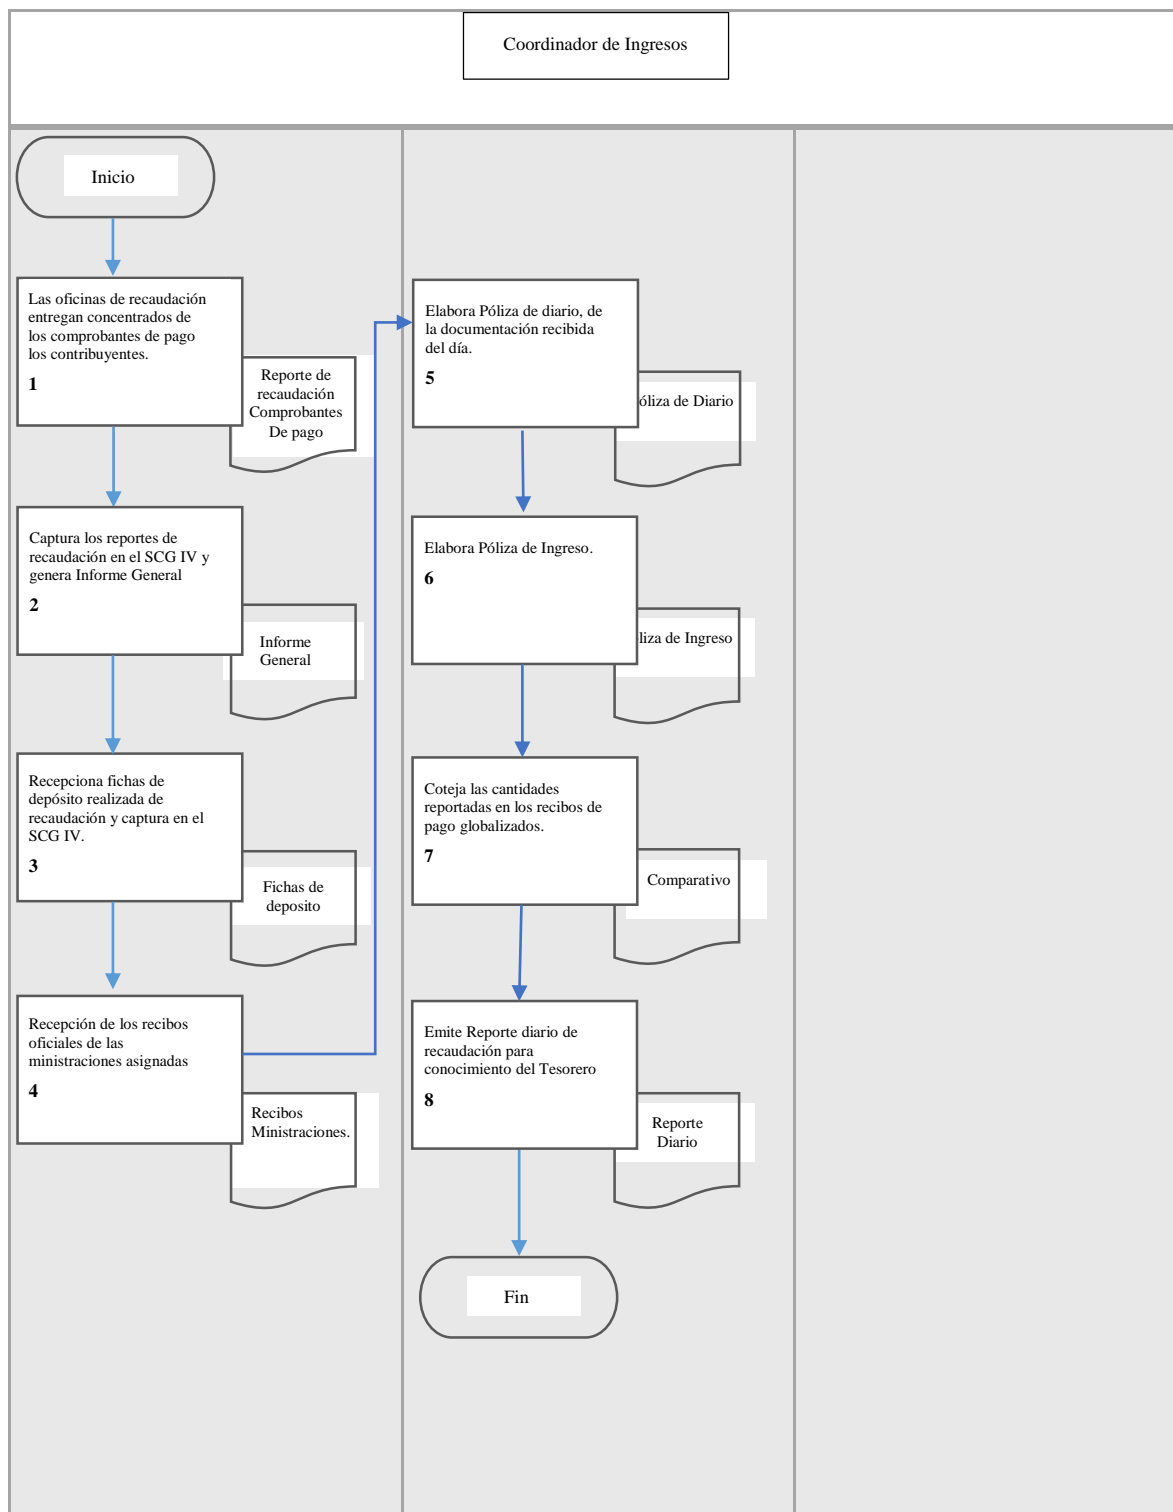 Coordinador de Ingresos
Inicio
Las oficinas de recaudación
entregan concentrados de
los comprobantes de pago
los contribuyentes.
1
Reporte de
recaudación
Comprobantes
De pago
Captura los reportes de
recaudación en el SCG IV y
genera Informe General
2
Informe
General
Recepciona fichas de
depósito realizada de
recaudación y captura en el
SCG IV.
3
Fichas de
deposito
Recepción de los recibos
oficiales de las
ministraciones asignadas
4
Recibos
Ministraciones.
Elabora Póliza de diario, de
la documentación recibida
del día.
5
óliza de Diario
Elabora Póliza de Ingreso.
6
liza de Ingreso
Coteja las cantidades
reportadas en los recibos de
pago globalizados.
7
Comparativo
Emite Reporte diario de
recaudación para
conocimiento del Tesorero
8
Reporte
Diario
Fin